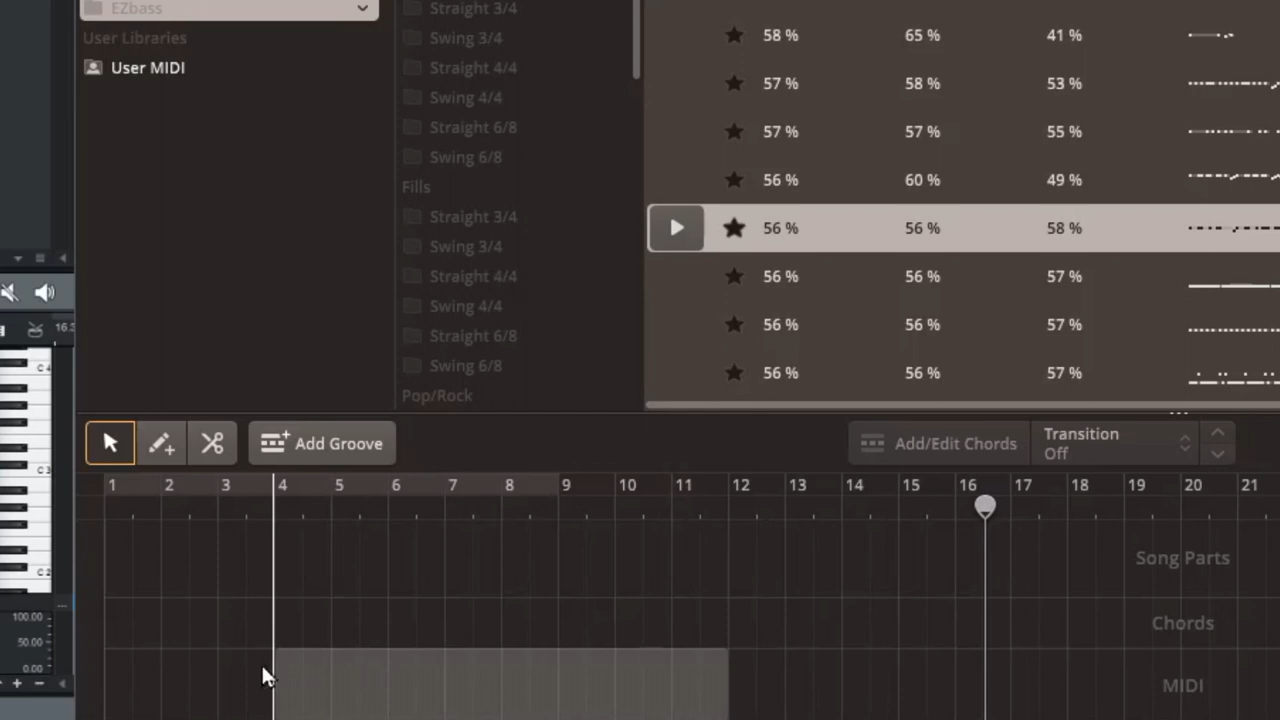 EZbass
User Libraries
User MIDI
Straight 3/4
Swing 3/4
Straight 4/4
Swing 4/4
Straight 6/8
Swing 6/8
Fills
Straight 3/4
Swing 3/4
Straight 4/4
Swing 4/4
Straight 6/8
Swing 6/8
Pop/Rock
58 % 65 % 41 %
57 % 58 % 53 %
57 % 57 % 55 %
56 % 60 % 49 %
56 % 56 % 58 %
56 % 56 % 57 %
56 % 56 % 57 %
56 % 56 % 57 %
16.3
C 4
C 3
C 2
100.00
50.00
0.00
Add Groove
Add/Edit Chords
Transition
Off
1 2 3 4 5 6 7 8 9 10 11 12 13 14 15 16 17 18 19 20 21
Song Parts
Chords
MIDI